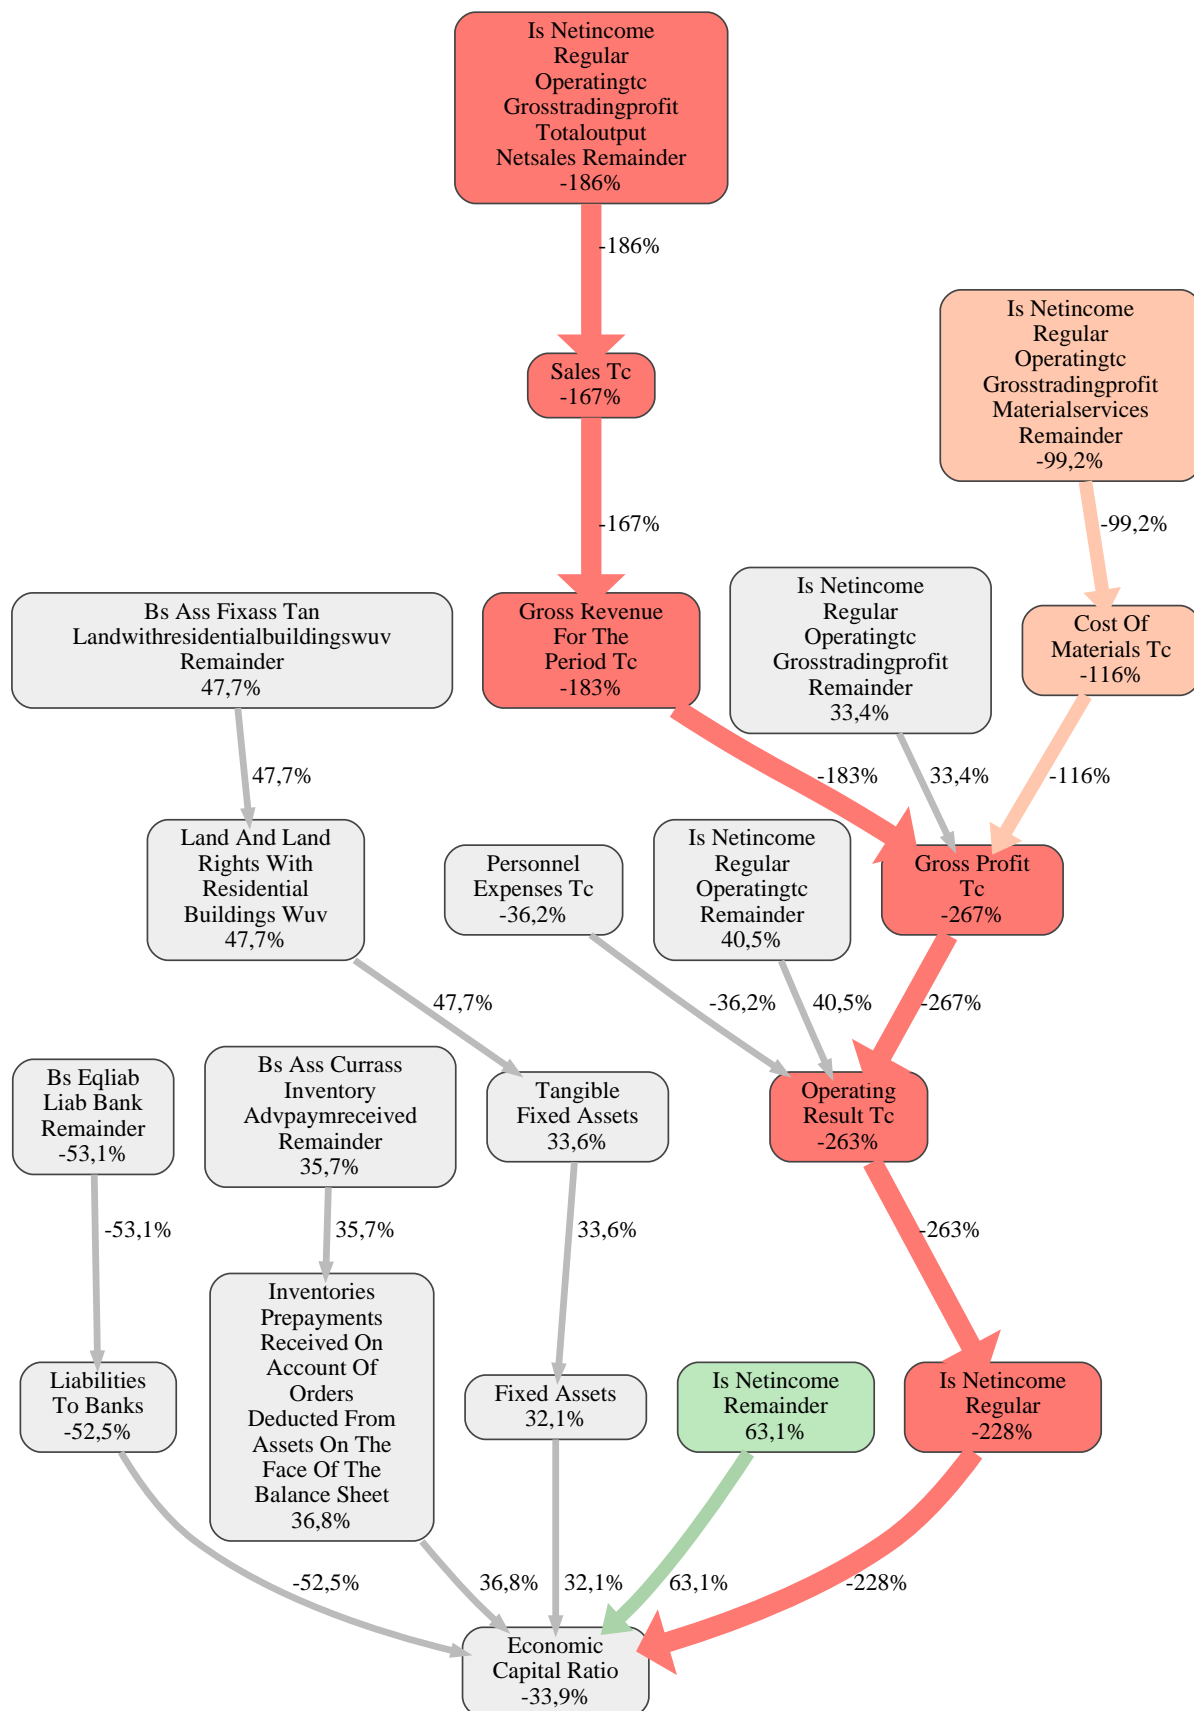 Is Netincome
Regular
Operatingtc
Grosstradingprofit
Totaloutput
Netsales Remainder
-186%
-186%
Is Netincome
Regular
Operatingtc
Grosstradingprofit
Materialservices
Remainder
-99,2%
Sales Tc
-167%
-167%
-99,2%
Bs Ass Fixass Tan
Landwithresidentialbuildingswuv
Remainder
47,7%
Gross Revenue
For The
Period Tc
-183%
Is Netincome
Regular
Operatingtc
Grosstradingprofit
Remainder
33,4%
Cost Of
Materials Tc
-116%
47,7%
-183%
33,4%
-116%
Land And Land
Rights With
Residential
Buildings Wuv
47,7%
Personnel
Expenses Tc
-36,2%
Is Netincome
Regular
Operatingtc
Remainder
40,5%
Gross Profit
Tc
-267%
47,7%
-36,2%
40,5%
-267%
Bs Eqliab
Liab Bank
Remainder
-53,1%
Bs Ass Currass
Inventory
Advpaymreceived
Remainder
35,7%
Tangible
Fixed Assets
33,6%
Operating
Result Tc
-263%
-53,1%
35,7%
33,6%
-263%
Liabilities
To Banks
-52,5%
Inventories
Prepayments
Received On
Account Of
Orders
Deducted From
Assets On The
Face Of The
Balance Sheet
36,8%
Fixed Assets
32,1%
Is Netincome
Remainder
63,1%
Is Netincome
Regular
-228%
-52,5%
36,8%
32,1%
63,1%
-228%
Economic
Capital Ratio
-33,9%